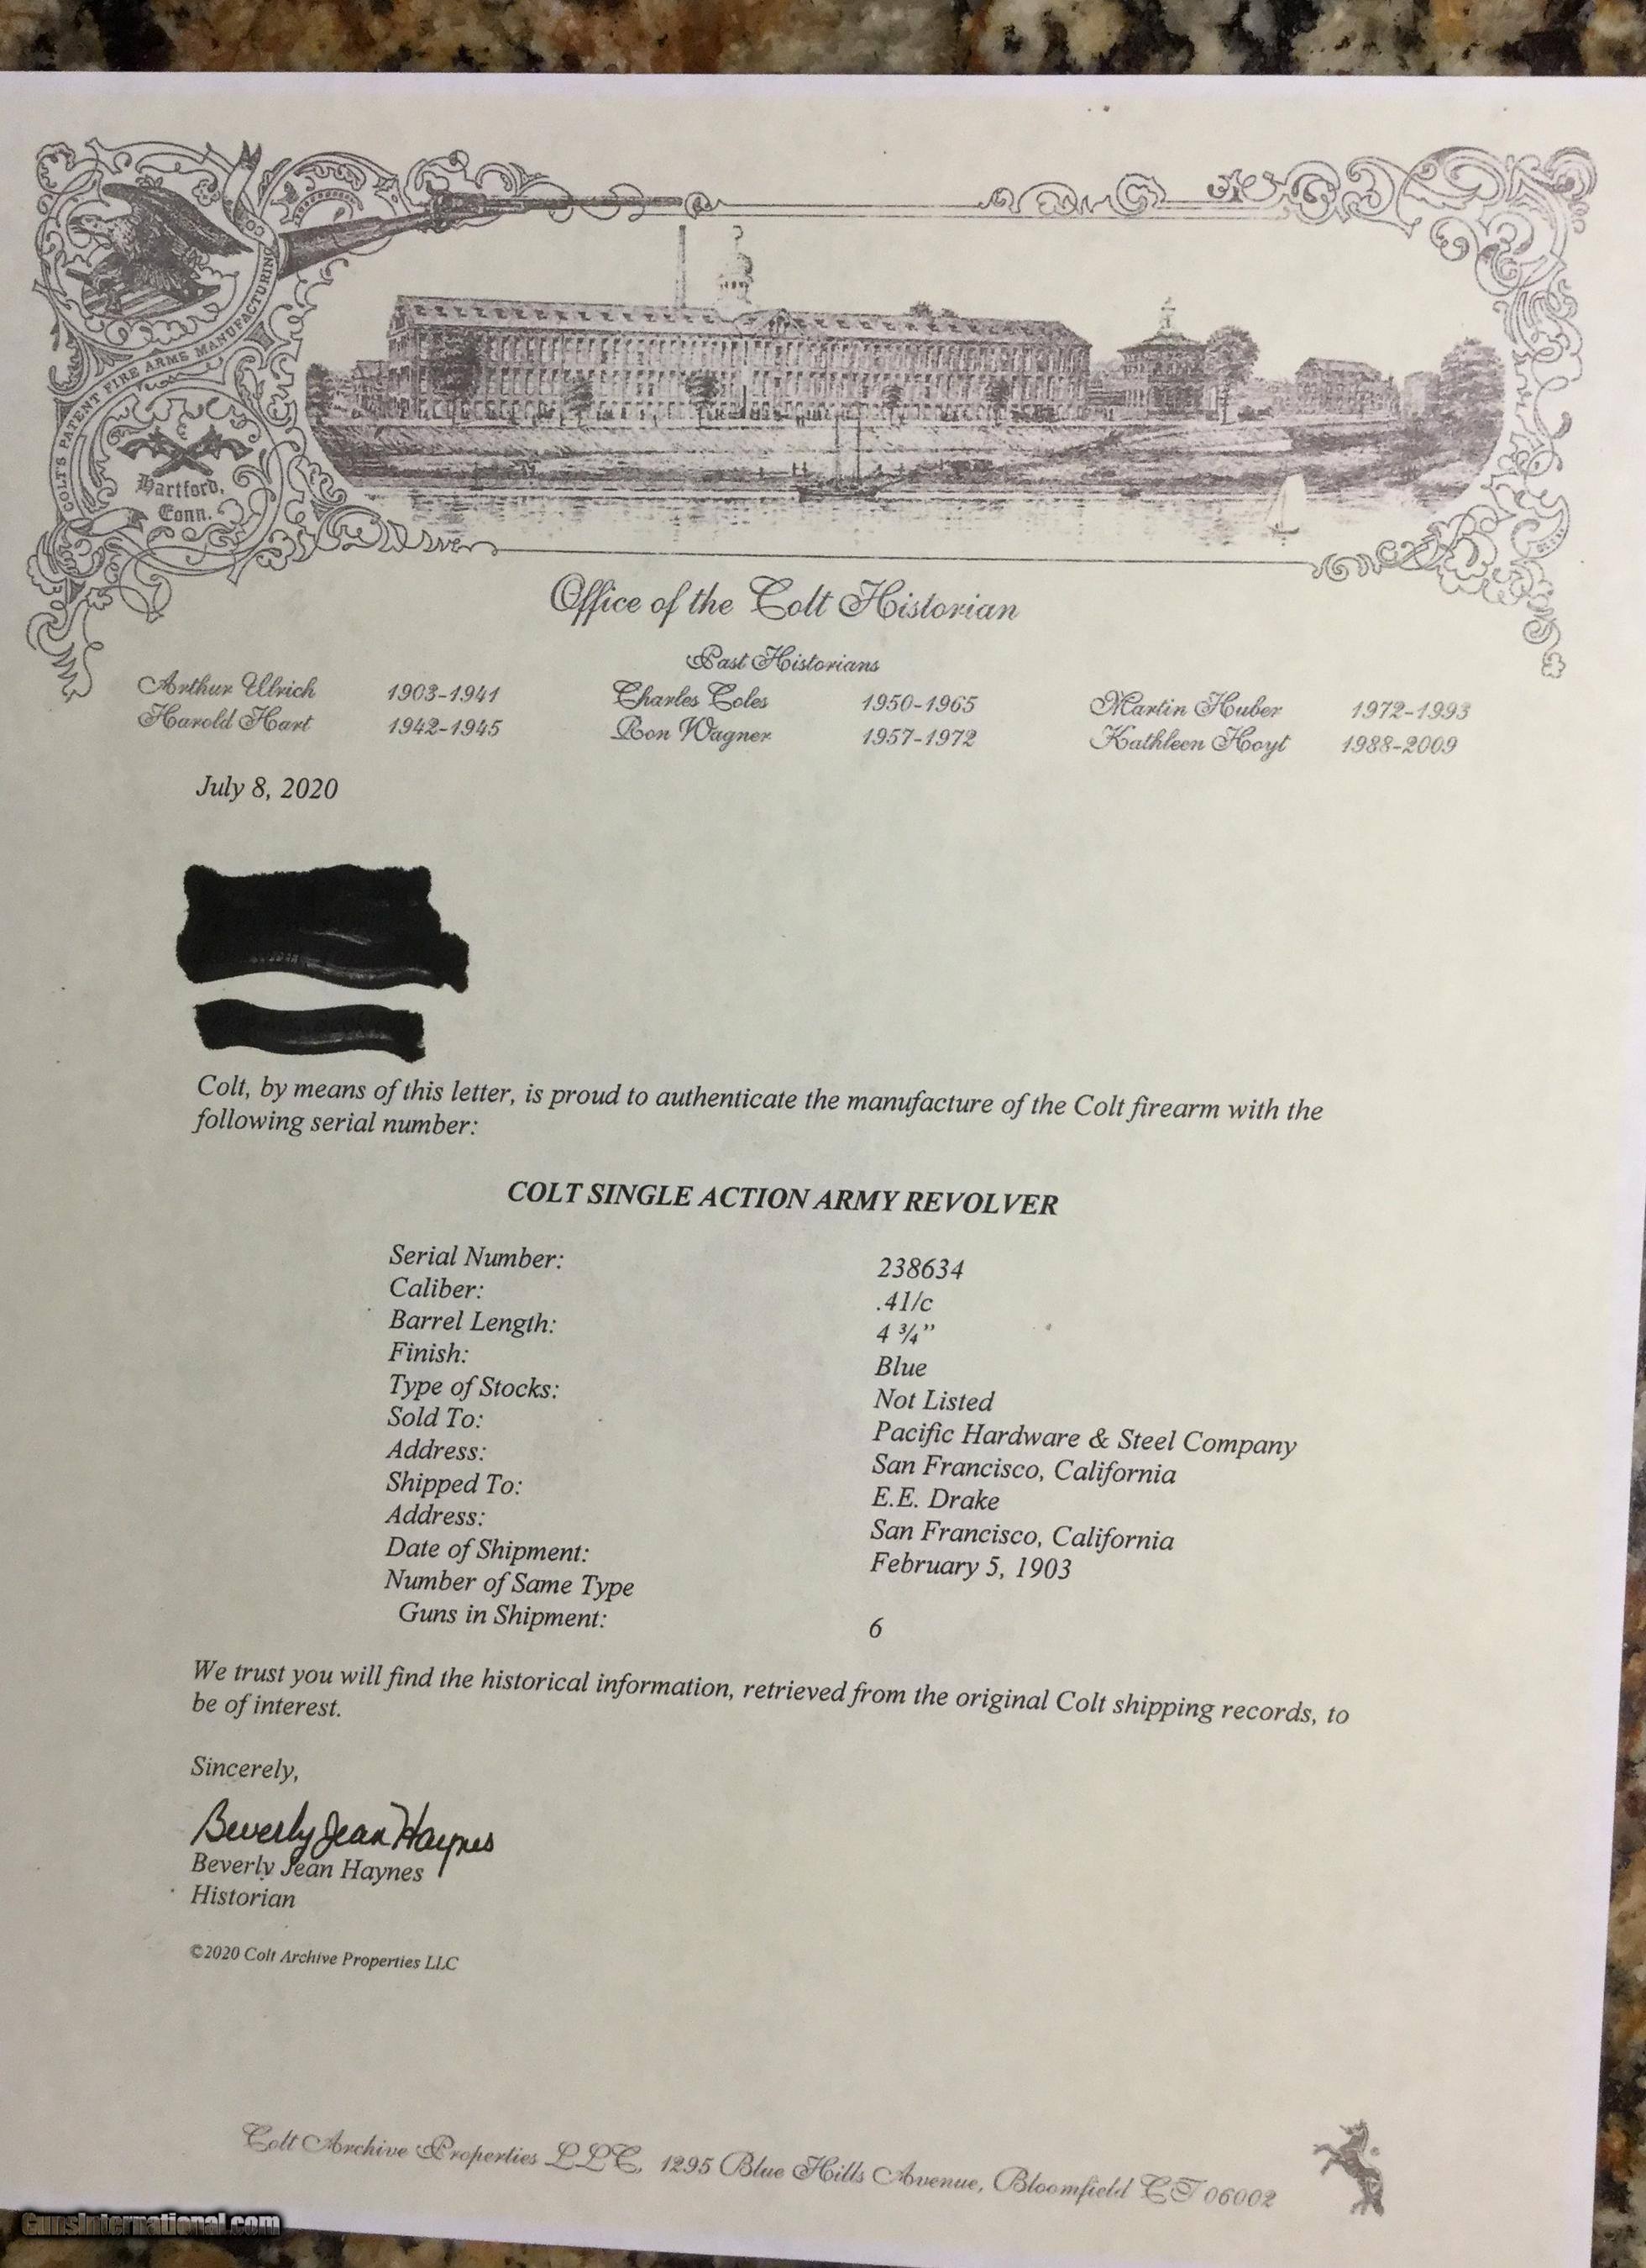 COLT'S PATENT FIRE ARMS MANUFACTURING CO
Hartford,
Conn.
Office of the Colt Historian
Past Historians
Arthur Ulrich 1903-1941 Charles Coles 1950-1965 Martin Huber 1972-1993
Harold Hart 1942-1945 Ron Wagner 1957-1972 Kathleen Hoyt 1988-2009
July 8, 2020
Colt, by means of this letter, is proud to authenticate the manufacture of the Colt firearm with the
following serial number:
COLT SINGLE ACTION ARMY REVOLVER
Serial Number: 238634
Caliber: .41/c
Barrel Length: 4 ¾"
Finish: Blue
Type of Stocks: Not Listed
Sold To: Pacific Hardware & Steel Company
Address: San Francisco, California
Shipped To: E.E. Drake
Address: San Francisco, California
Date of Shipment: February 5, 1903
Number of Same Type
Guns in Shipment: 6
We trust you will find the historical information, retrieved from the original Colt shipping records, to
be of interest.
Sincerely,
Beverly Jean Haynes
Beverly Jean Haynes
Historian
©2020 Colt Archive Properties LLC
Colt Archive Properties LLC, 1295 Blue Hills Avenue, Bloomfield CT 06002
GunsInternational.com